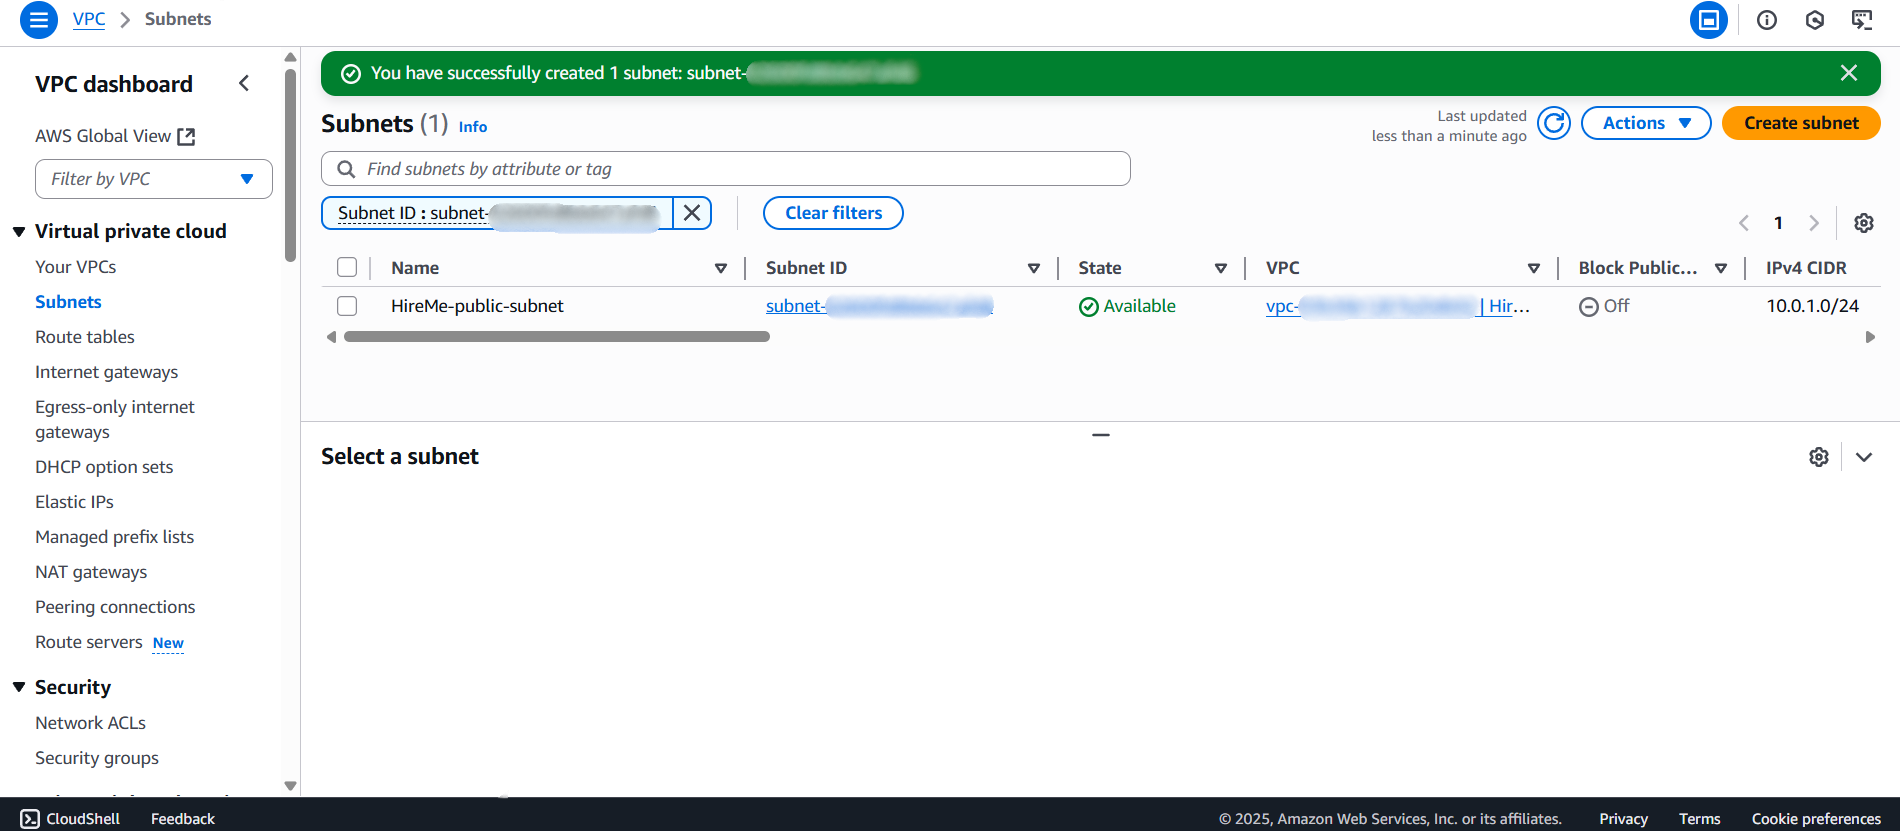 VPC > Subnets
VPC dashboard
AWS Global View
Filter by VPC
Virtual private cloud
Your VPCs
Subnets
Route tables
Internet gateways
Egress-only internet
gateways
DHCP option sets
Elastic IPs
Managed prefix lists
NAT gateways
Peering connections
Route servers New
Security
Network ACLs
Security groups
You have successfully created 1 subnet: subnet-
Subnets (1) Info
Last updated
less than a minute ago
Actions
Create subnet
Find subnets by attribute or tag
Subnet ID : subnet-
Clear filters
1
Name Subnet ID State VPC Block Public... IPv4 CIDR
HireMe-public-subnet subnet- Available vpc- | Hir... Off 10.0.1.0/24
Select a subnet
CloudShell Feedback © 2025, Amazon Web Services, Inc. or its affiliates. Privacy Terms Cookie preferences